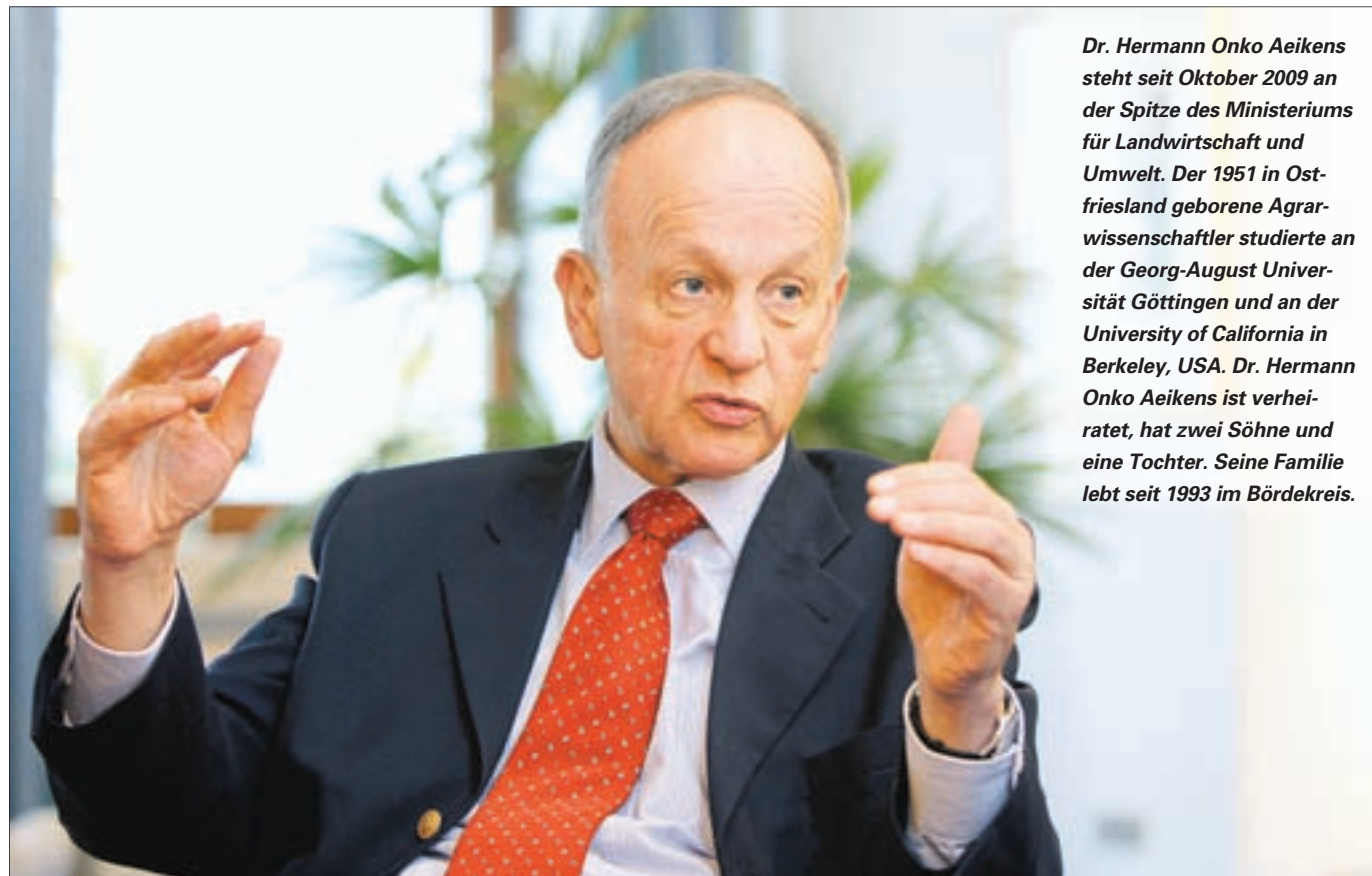 Dr. Hermann Onko Aeikens
steht seit Oktober 2009 an
der Spitze des Ministeriums
für Landwirtschaft und
Umwelt. Der 1951 in Ost-
friesland geborene Agrar-
wissenschaftler studierte an
der Georg-August Univer-
sität Göttingen und an der
University of California in
Berkeley, USA. Dr. Hermann
Onko Aeikens ist verhei-
ratet, hat zwei Söhne und
eine Tochter. Seine Familie
lebt seit 1993 im Bördekreis.